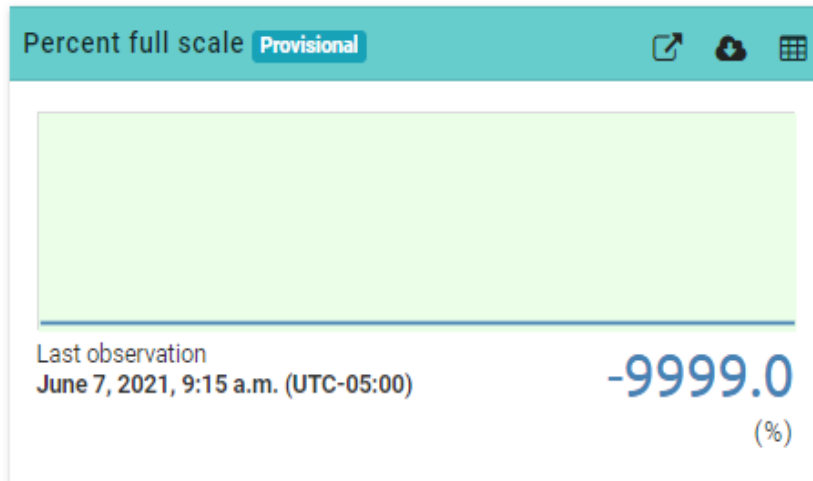 Percent full scale Provisional
Last observation
June 7, 2021, 9:15 a.m. (UTC-05:00)
-9999.0
(%)